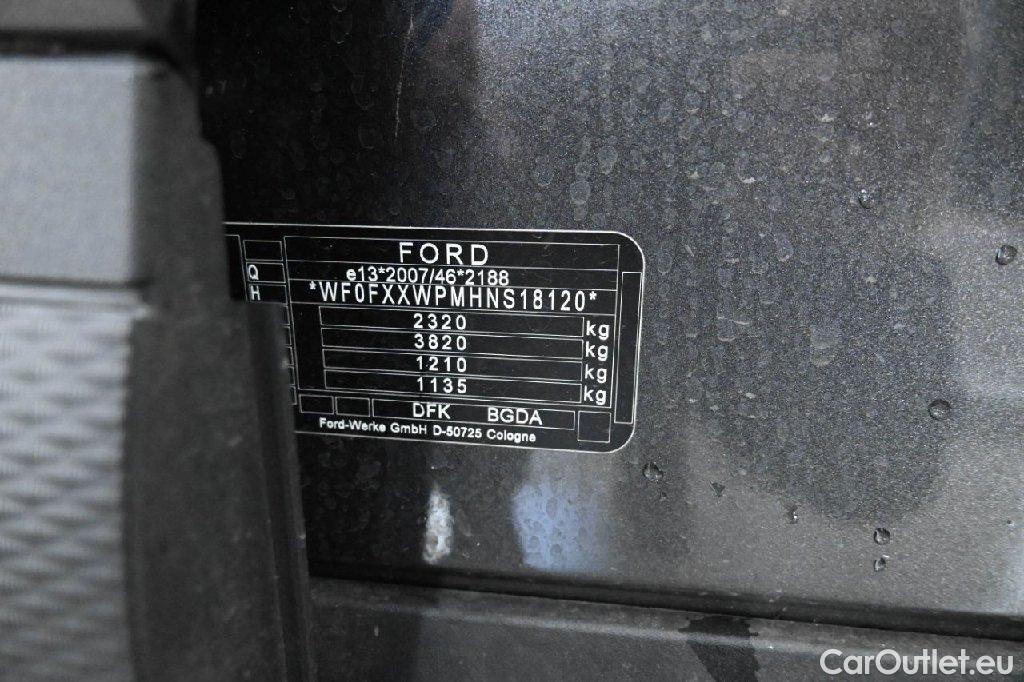 FORD
Q
e13*2007/46*2188
H
*WF0FXXWPMHNS18120*
2320 kg
3820 kg
1210 kg
1135 kg
DFK BGDA
Ford-Werke GmbH D-50725 Cologne
CarOutlet.eu